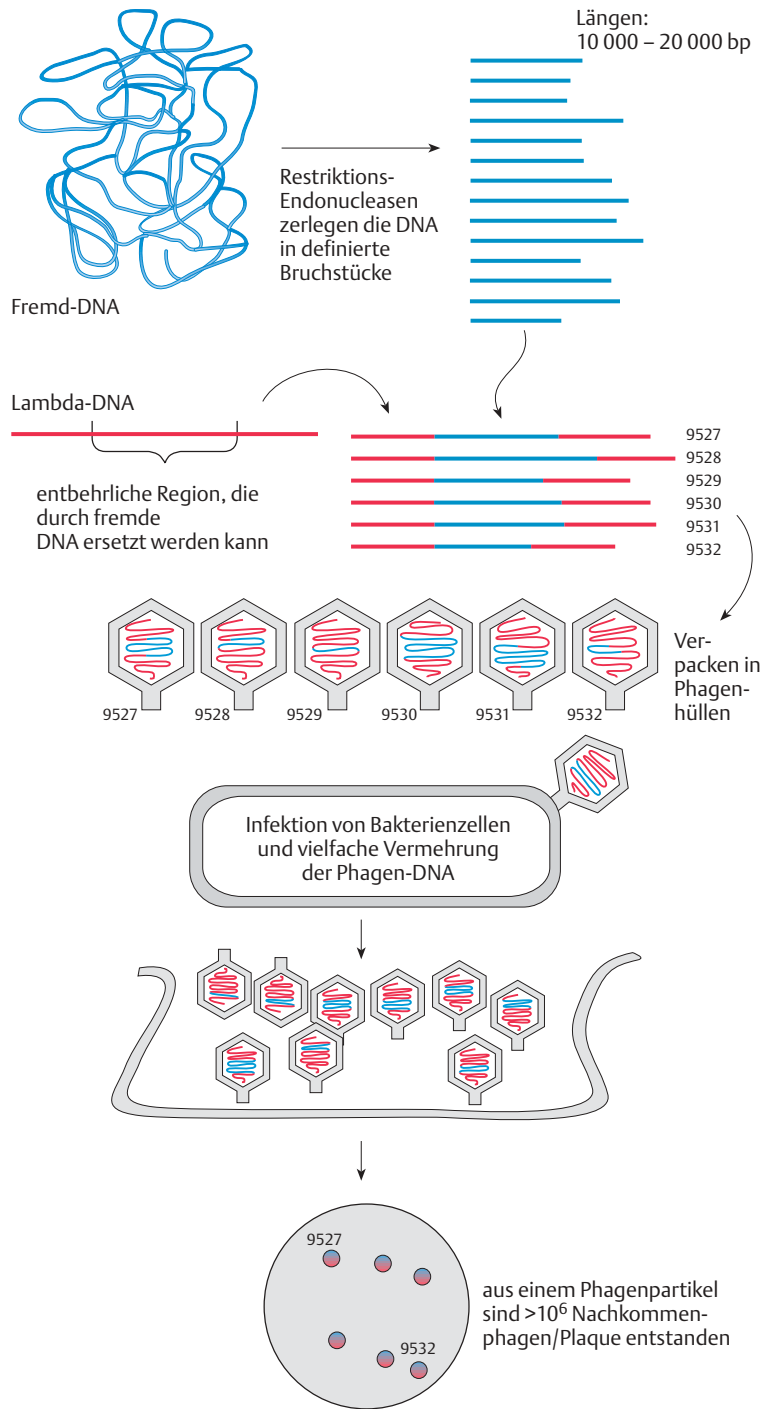 Längen:
10 000 – 20 000 bp
Restriktions-
Endonucleasen
zerlegen die DNA
in definierte
Bruchstücke
Fremd-DNA
Lambda-DNA
entbehrliche Region, die
durch fremde
DNA ersetzt werden kann
9527
9528
9529
9530
9531
9532
Ver-
packen in
Phagen-
hüllen
9527
9528
9529
9530
9531
9532
Infektion von Bakterienzellen
und vielfache Vermehrung
der Phagen-DNA
9527
9532
aus einem Phagenpartikel
sind >10⁶ Nachkommen-
phagen/Plaque entstanden